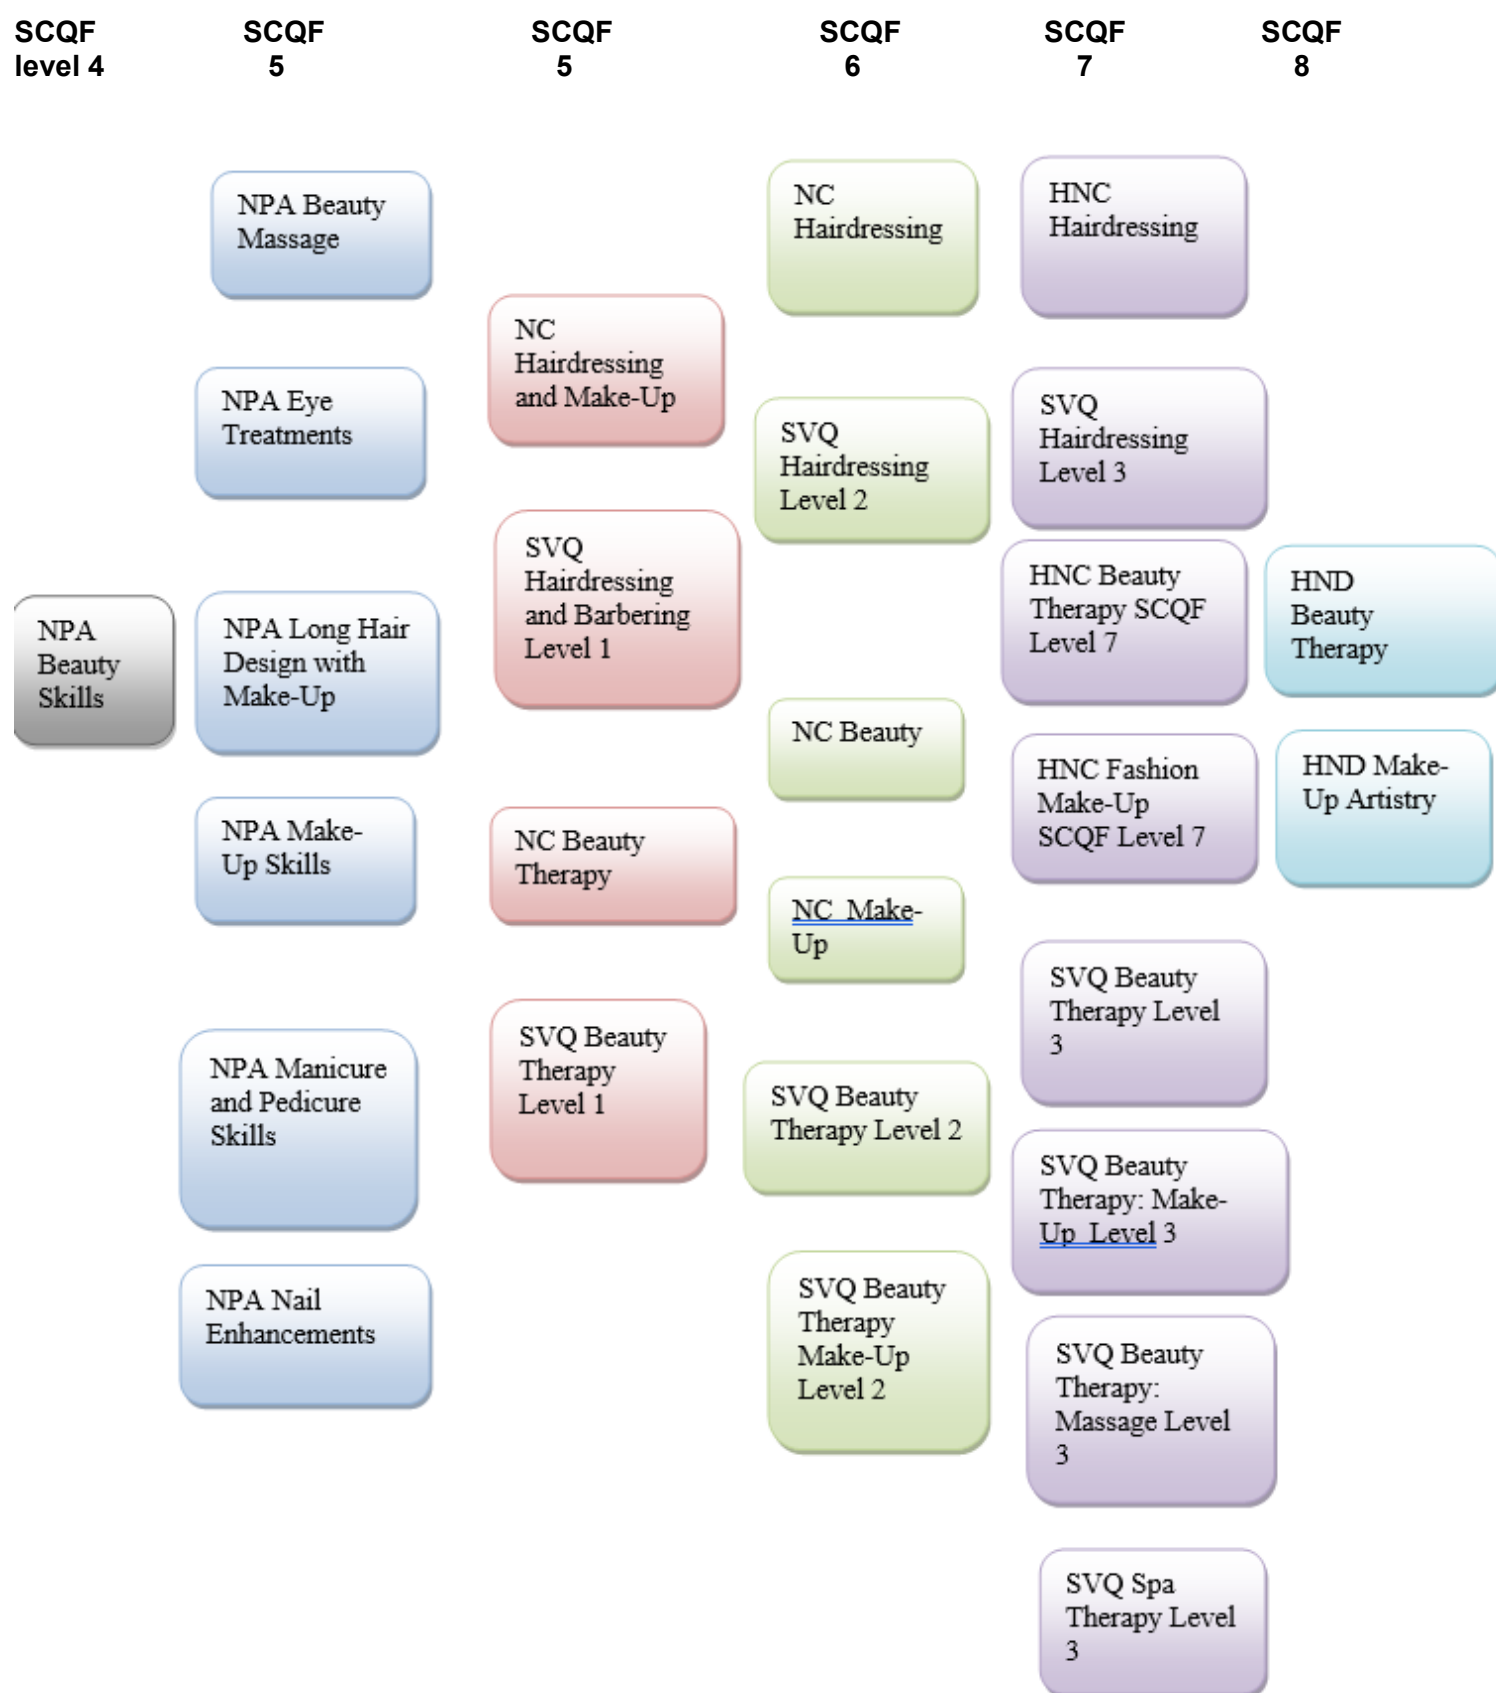 SCQF
level 4
SCQF
5
SCQF
5
SCQF
6
SCQF
7
SCQF
8
NPA
Beauty
Skills
NPA Beauty
Massage
NPA Eye
Treatments
NPA Long Hair
Design with
Make-Up
NPA Make-
Up Skills
NPA Manicure
and Pedicure
Skills
NPA Nail
Enhancements
NC
Hairdressing
and Make-Up
SVQ
Hairdressing
and Barbering
Level 1
NC Beauty
Therapy
SVQ Beauty
Therapy
Level 1
NC
Hairdressing
SVQ
Hairdressing
Level 2
NC Beauty
NC Make-
Up
SVQ Beauty
Therapy Level 2
SVQ Beauty
Therapy
Make-Up
Level 2
HNC
Hairdressing
SVQ
Hairdressing
Level 3
HNC Beauty
Therapy SCQF
Level 7
HNC Fashion
Make-Up
SCQF Level 7
SVQ Beauty
Therapy Level
3
SVQ Beauty
Therapy: Make-
Up Level 3
SVQ Beauty
Therapy:
Massage Level
3
SVQ Spa
Therapy Level
3
HND
Beauty
Therapy
HND Make-
Up Artistry